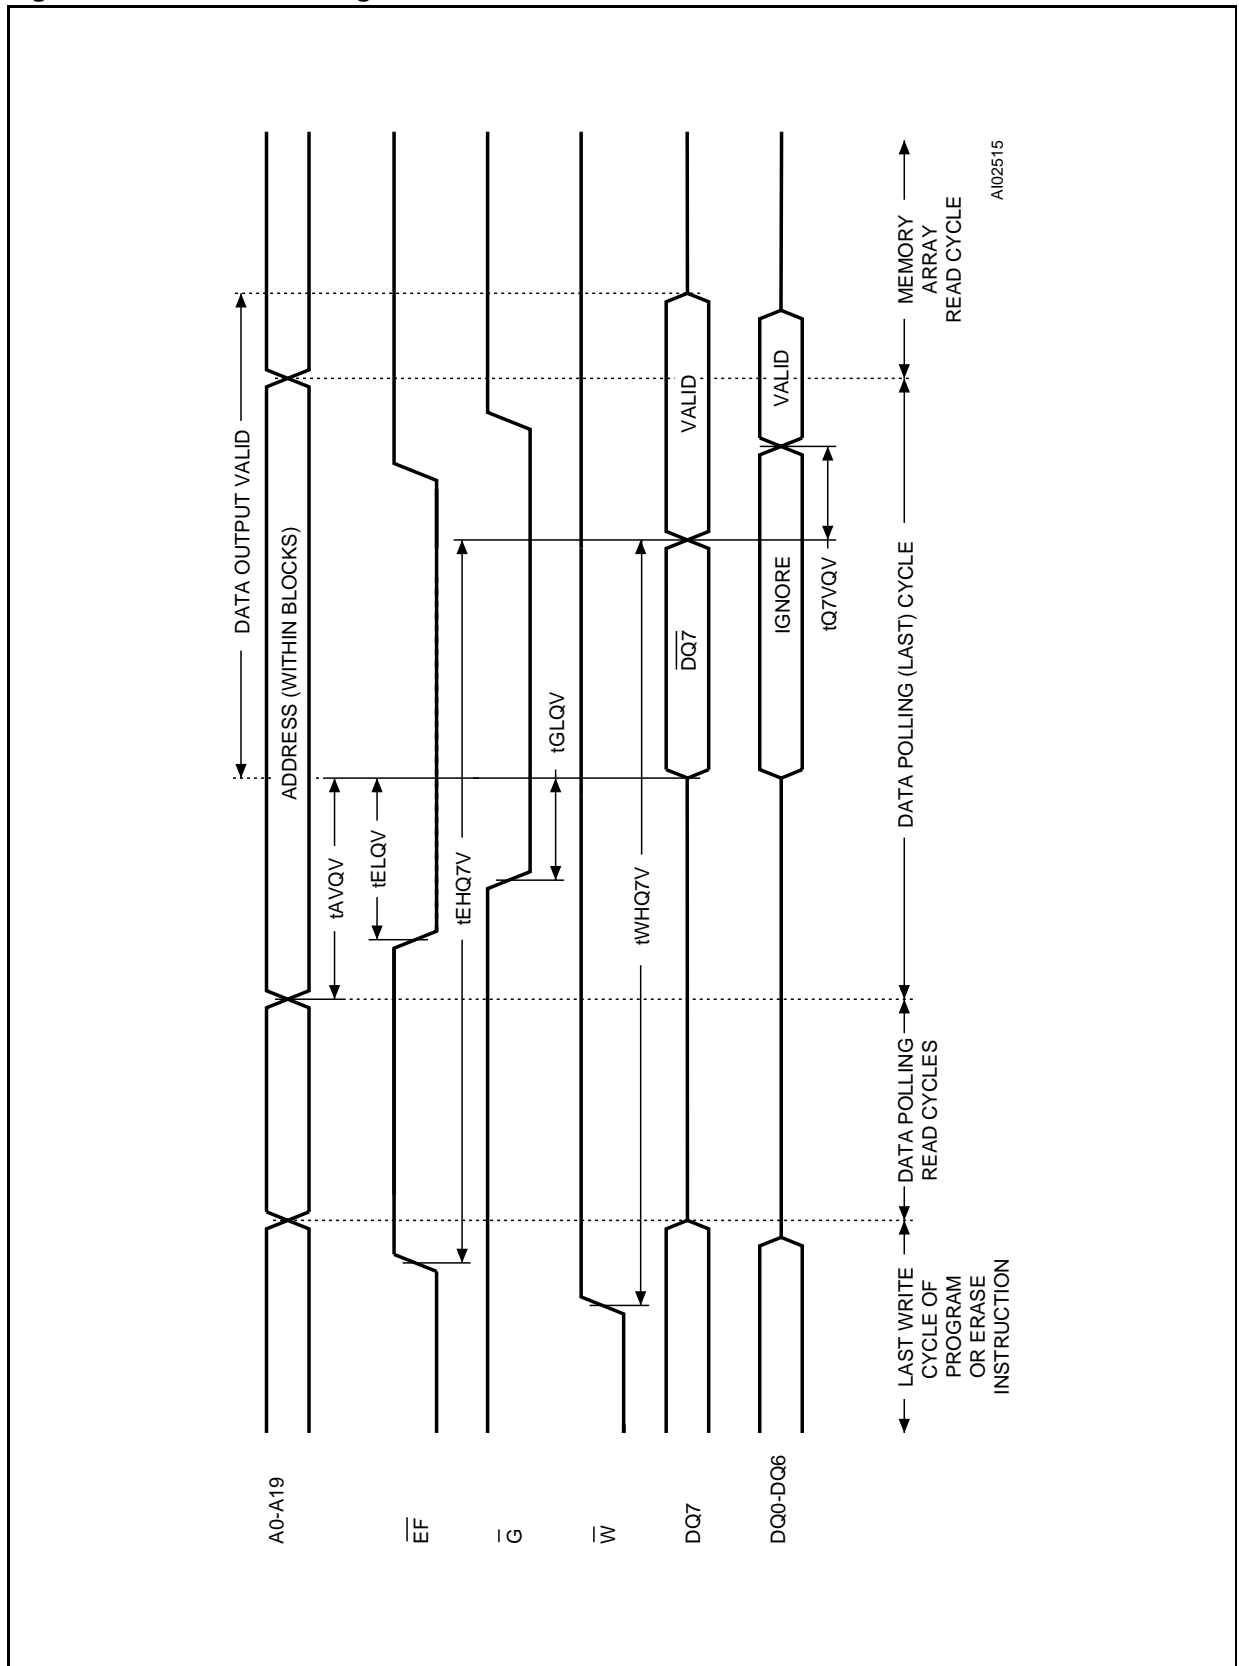 A0-A19
EF
G
W
DQ7
DQ0-DQ6
DATA OUTPUT VALID
ADDRESS (WITHIN BLOCKS)
tAVQV
tELQV
tEHQ7V
tGLQV
tWHQ7V
DQ7
VALID
IGNORE
VALID
tQ7VQV
LAST WRITE
CYCLE OF
PROGRAM
OR ERASE
INSTRUCTION
DATA POLLING
READ CYCLES
DATA POLLING (LAST) CYCLE
MEMORY
ARRAY
READ CYCLE
AI02515